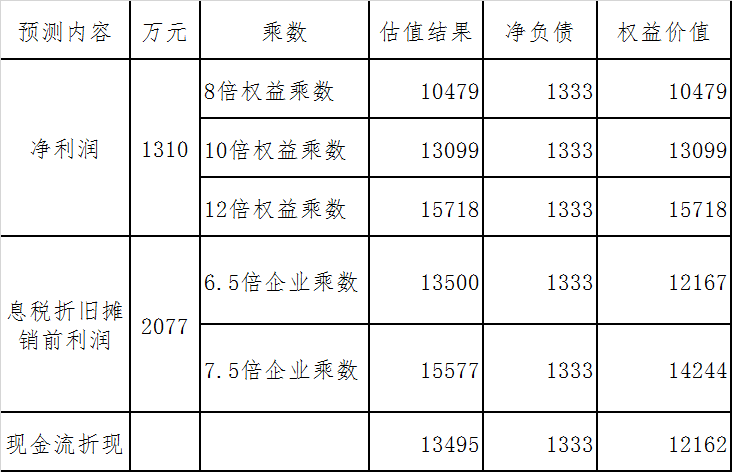 预测内容 万元 乘数 估值结果 净负债 权益价值
净利润 1310 8倍权益乘数 10479 1333 10479
10倍权益乘数 13099 1333 13099
12倍权益乘数 15718 1333 15718
息税折旧摊
销前利润 2077 6.5倍企业乘数 13500 1333 12167
7.5倍企业乘数 15577 1333 14244
现金流折现 13495 1333 12162